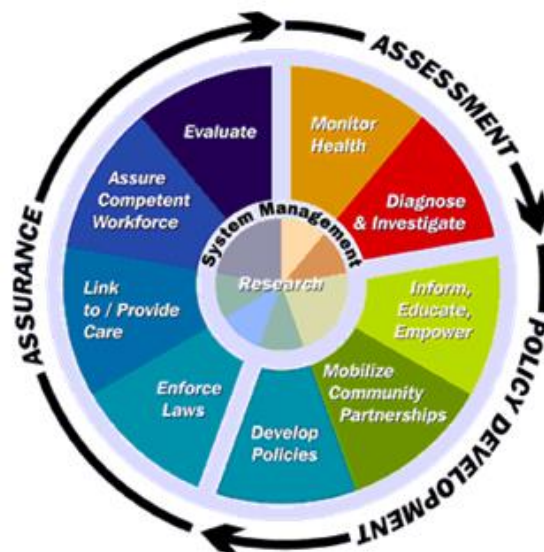 ASSESSMENT
Monitor
Health
Diagnose
& Investigate
POLICY DEVELOPMENT
Inform,
Educate,
Empower
Mobilize
Community
Partnerships
Develop
Policies
ASSURANCE
Enforce
Laws
Link
to / Provide
Care
Assure
Competent
Workforce
Evaluate
System Management
Research